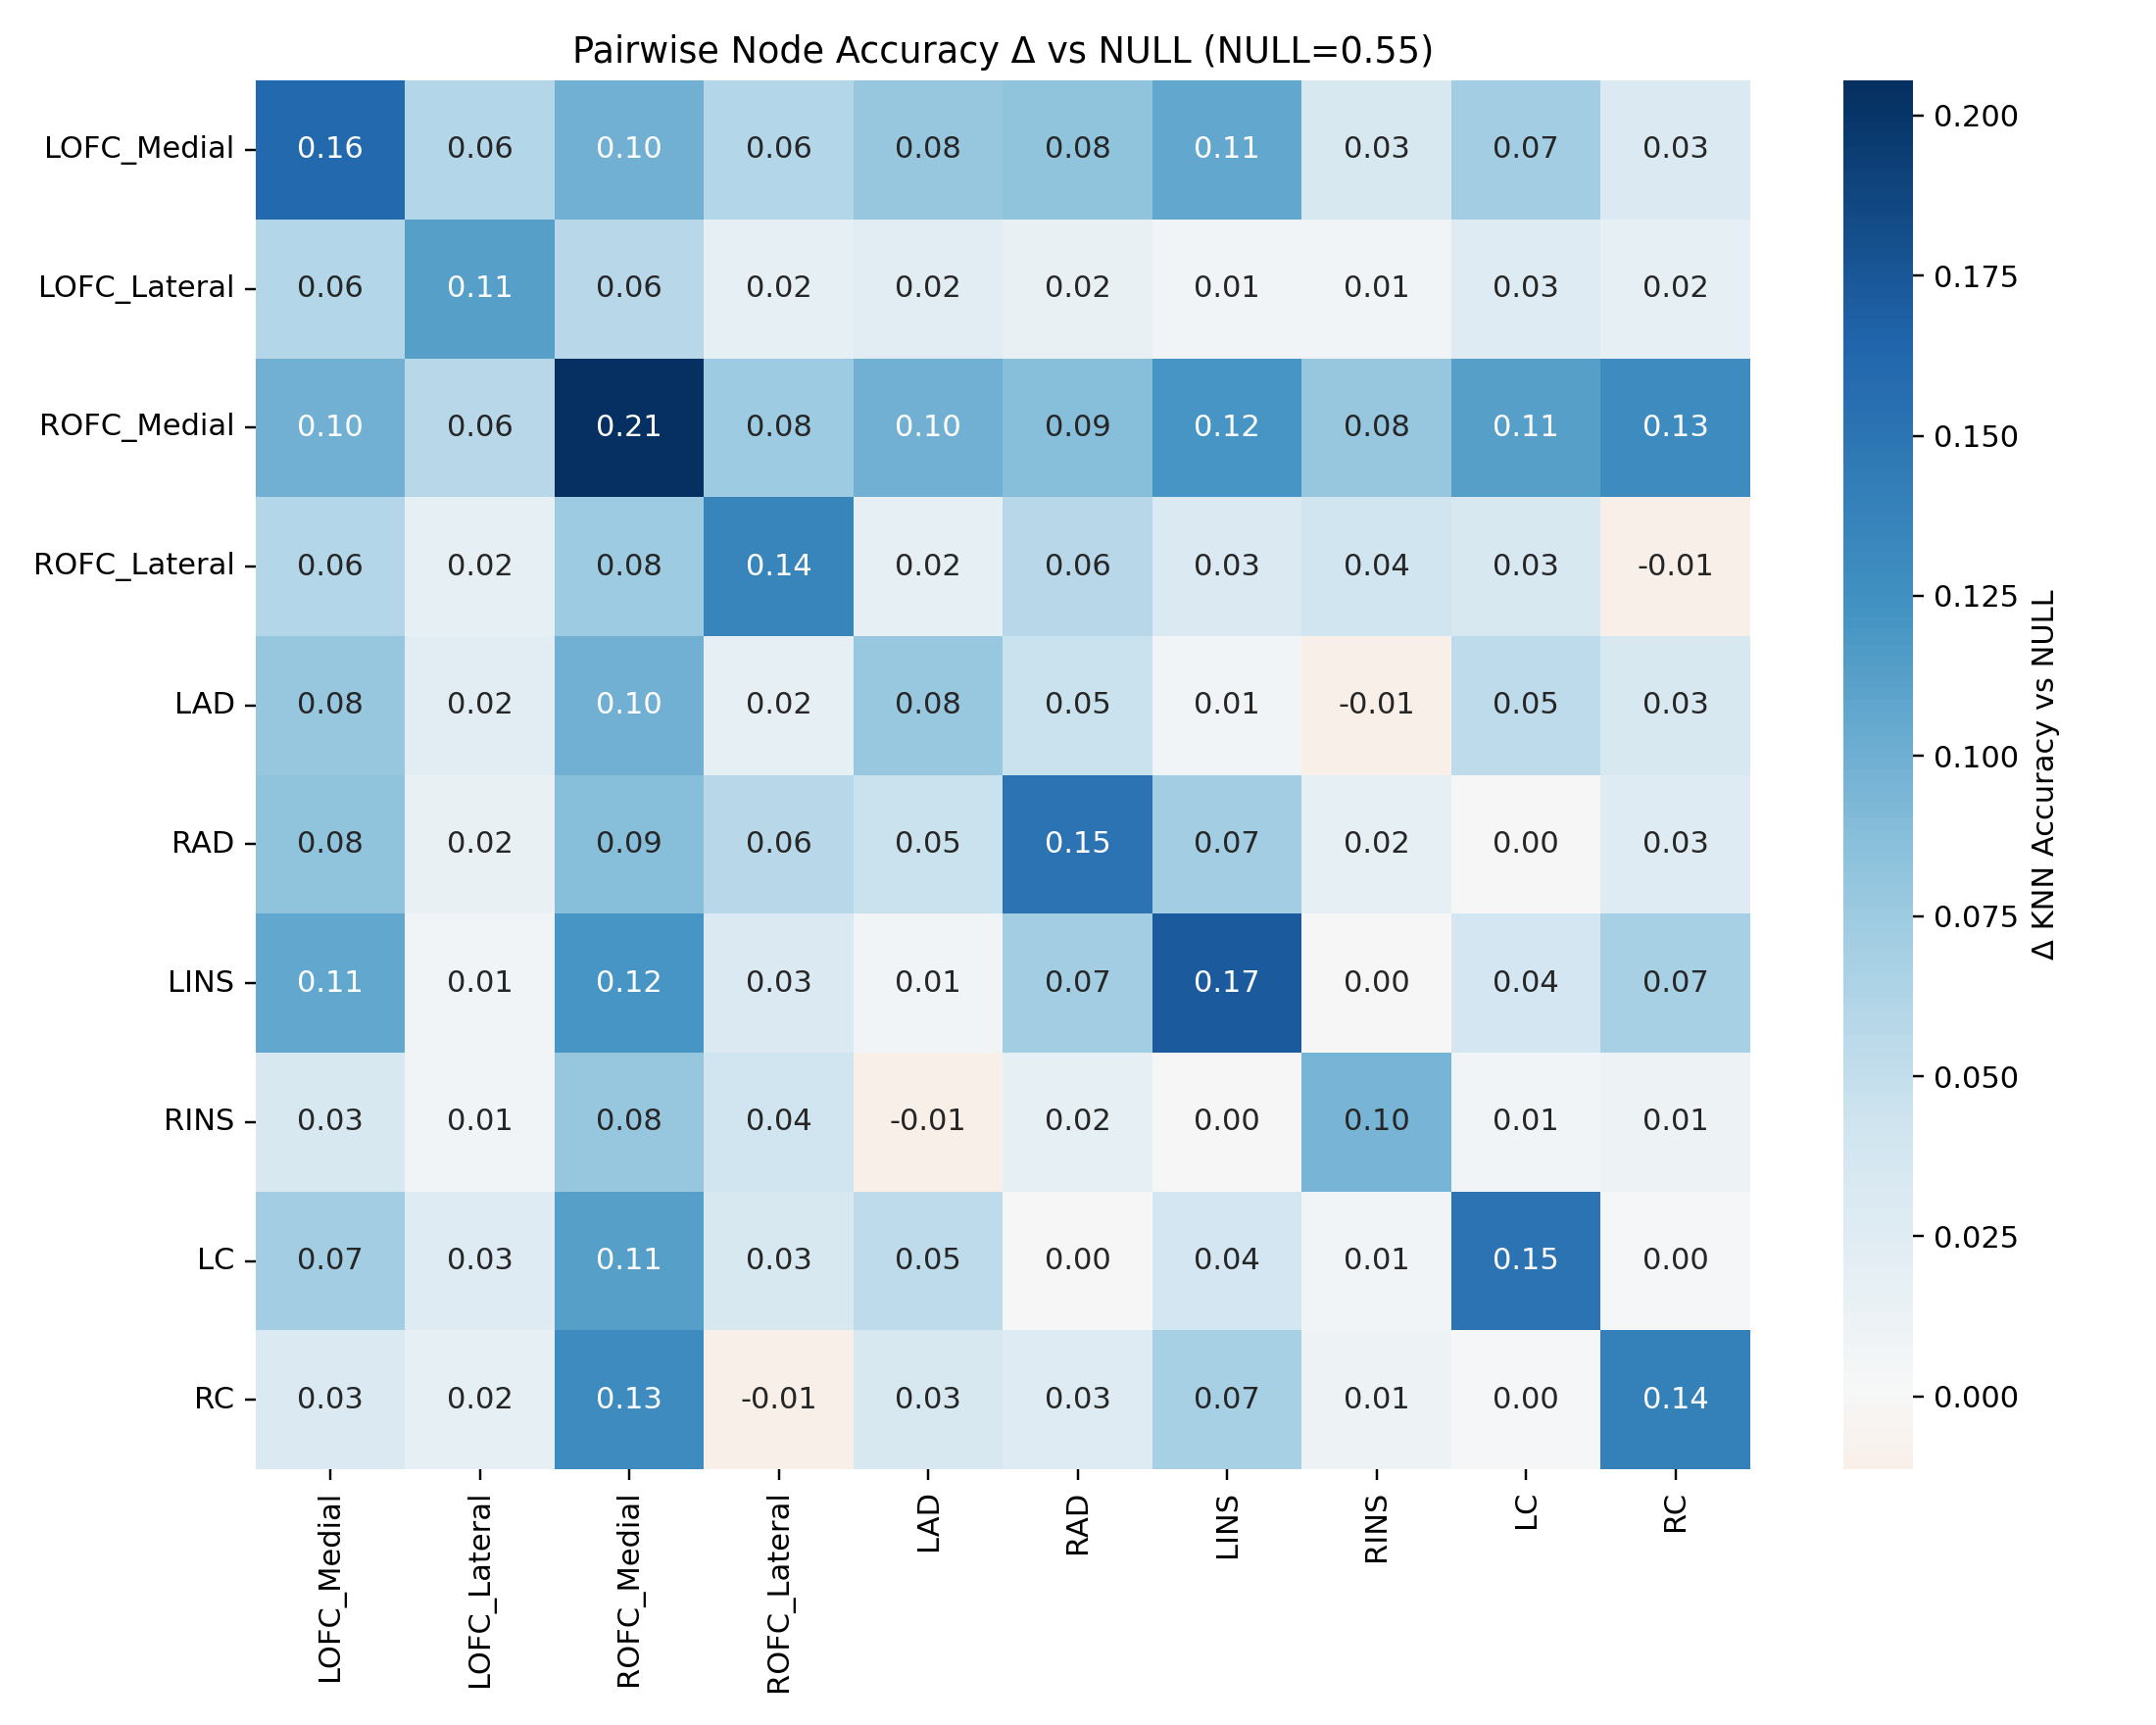 Pairwise Node Accuracy Δ vs NULL (NULL=0.55)
LOFC_Medial 0.16 0.06 0.10 0.06 0.08 0.08 0.11 0.03 0.07 0.03
LOFC_Lateral 0.06 0.11 0.06 0.02 0.02 0.02 0.01 0.01 0.03 0.02
ROFC_Medial 0.10 0.06 0.21 0.08 0.10 0.09 0.12 0.08 0.11 0.13
ROFC_Lateral 0.06 0.02 0.08 0.14 0.02 0.06 0.03 0.04 0.03 -0.01
LAD 0.08 0.02 0.10 0.02 0.08 0.05 0.01 -0.01 0.05 0.03
RAD 0.08 0.02 0.09 0.06 0.05 0.15 0.07 0.02 0.00 0.03
LINS 0.11 0.01 0.12 0.03 0.01 0.07 0.17 0.00 0.04 0.07
RINS 0.03 0.01 0.08 0.04 -0.01 0.02 0.00 0.10 0.01 0.01
LC 0.07 0.03 0.11 0.03 0.05 0.00 0.04 0.01 0.15 0.00
RC 0.03 0.02 0.13 -0.01 0.03 0.03 0.07 0.01 0.00 0.14
LOFC_Medial LOFC_Lateral ROFC_Medial ROFC_Lateral LAD RAD LINS RINS LC RC
0.200
0.175
0.150
0.125
0.100
0.075
0.050
0.025
0.000
Δ KNN Accuracy vs NULL